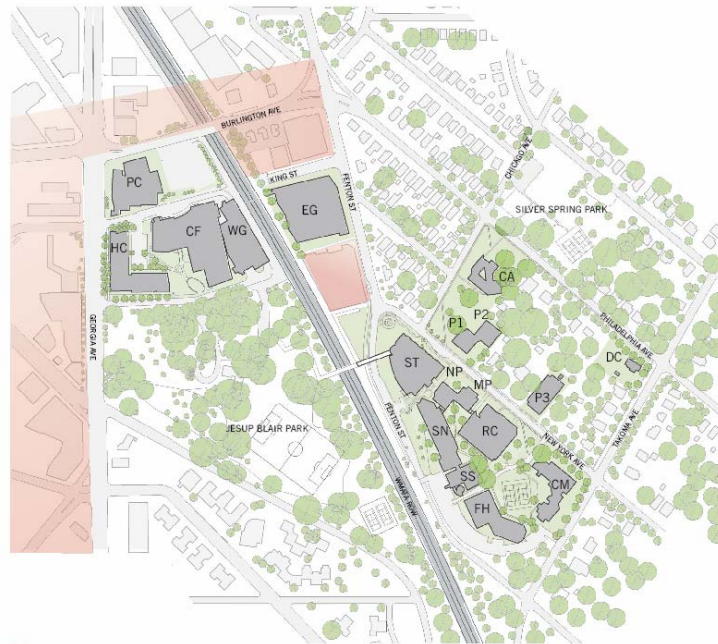 BURLINGTON AVE
KING ST
FENTON ST
CHICAGO AVE
SILVER SPRING PARK
PC
EG
HC
CF
WG
CA
P1
P2
PHILADELPHIA AVE
GEORGIA AVE
DC
ST
NP
MP
P3
TAKOMA AVE
FENTON ST
JESUP BLAIR PARK
SN
RC
NEW YORK AVE
SS
CM
WMATA ROW
FH